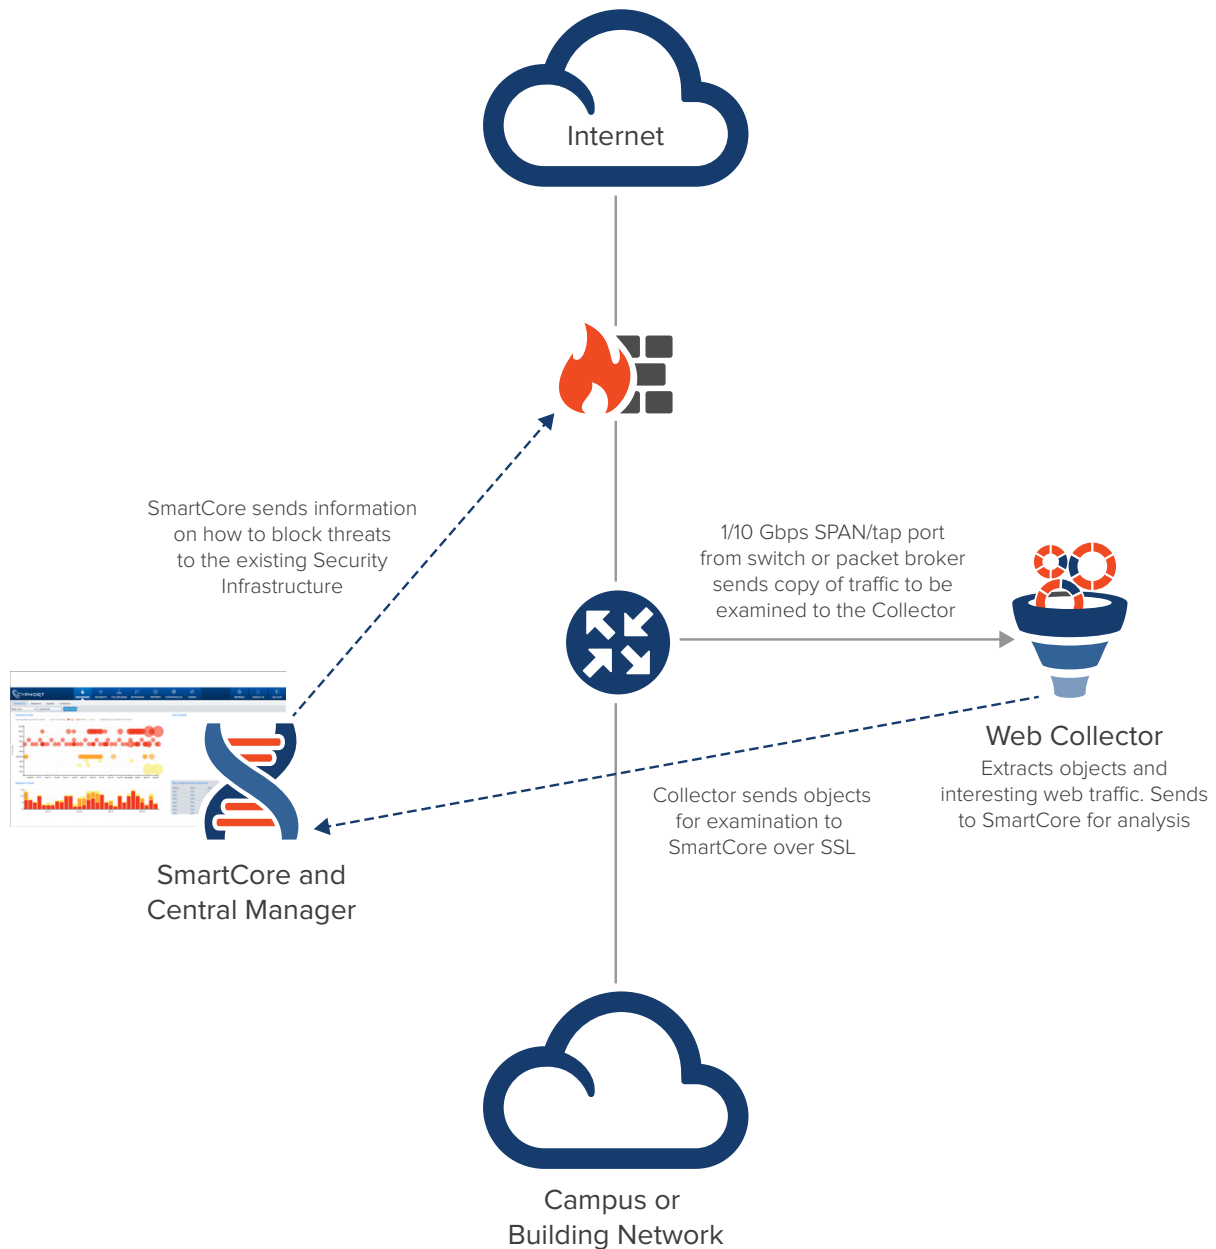 Internet
SmartCore sends information
on how to block threats
to the existing Security
Infrastructure
1/10 Gbps SPAN/tap port
from switch or packet broker
sends copy of traffic to be
examined to the Collector
CYPHORT
Web Collector
Extracts objects and
interesting web traffic. Sends
to SmartCore for analysis
Collector sends objects
for examination to
SmartCore over SSL
SmartCore and
Central Manager
Campus or
Building Network